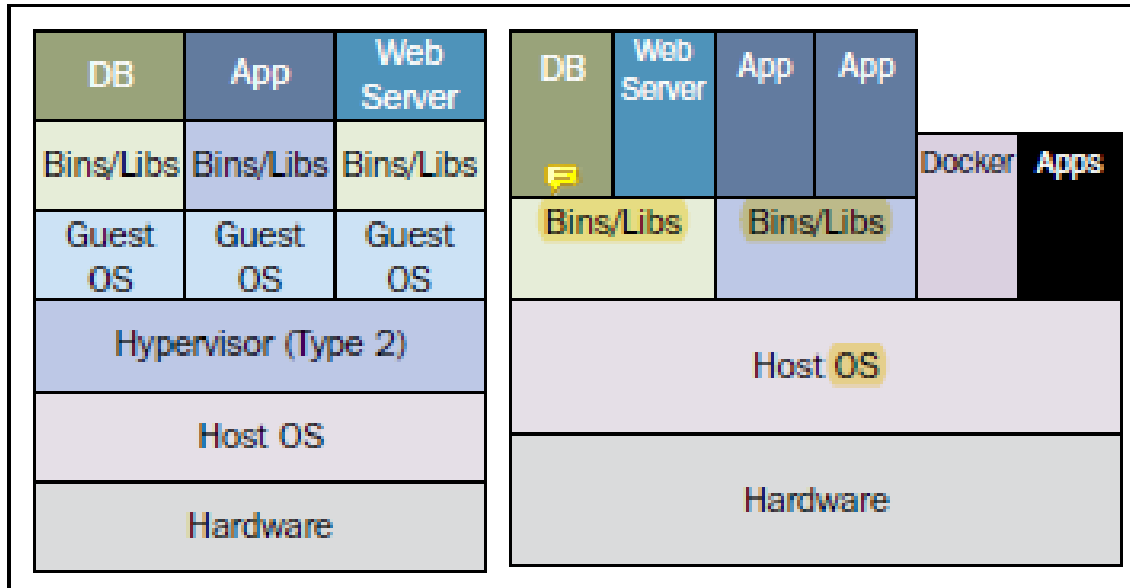 DB
App
Web
Server
Bins/Libs
Bins/Libs
Bins/Libs
Guest
OS
Guest
OS
Guest
OS
Hypervisor (Type 2)
Host OS
Hardware
DB
Web
Server
App
App
Docker
Apps
Bins/Libs
Bins/Libs
Host OS
Hardware